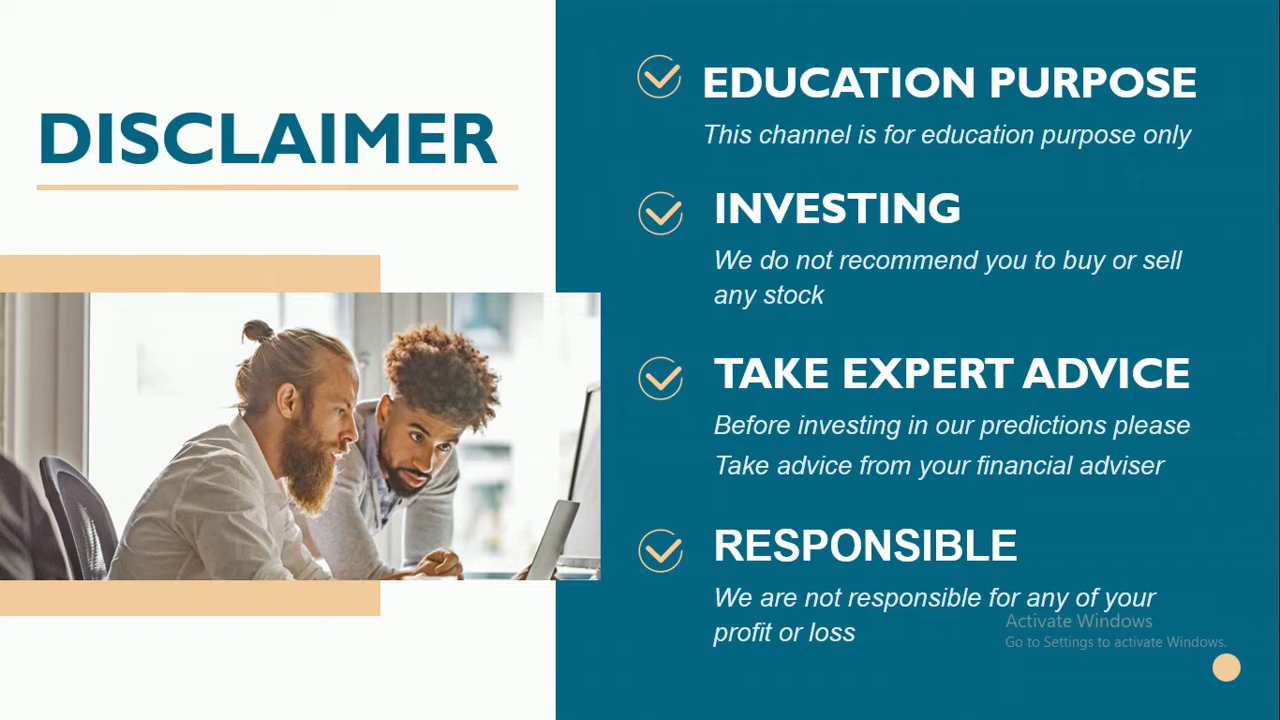 DISCLAIMER
EDUCATION PURPOSE
This channel is for education purpose only
INVESTING
We do not recommend you to buy or sell
any stock
TAKE EXPERT ADVICE
Before investing in our predictions please
Take advice from your financial adviser
RESPONSIBLE
We are not responsible for any of your
profit or loss
Activate Windows
Go to Settings to activate Windows.